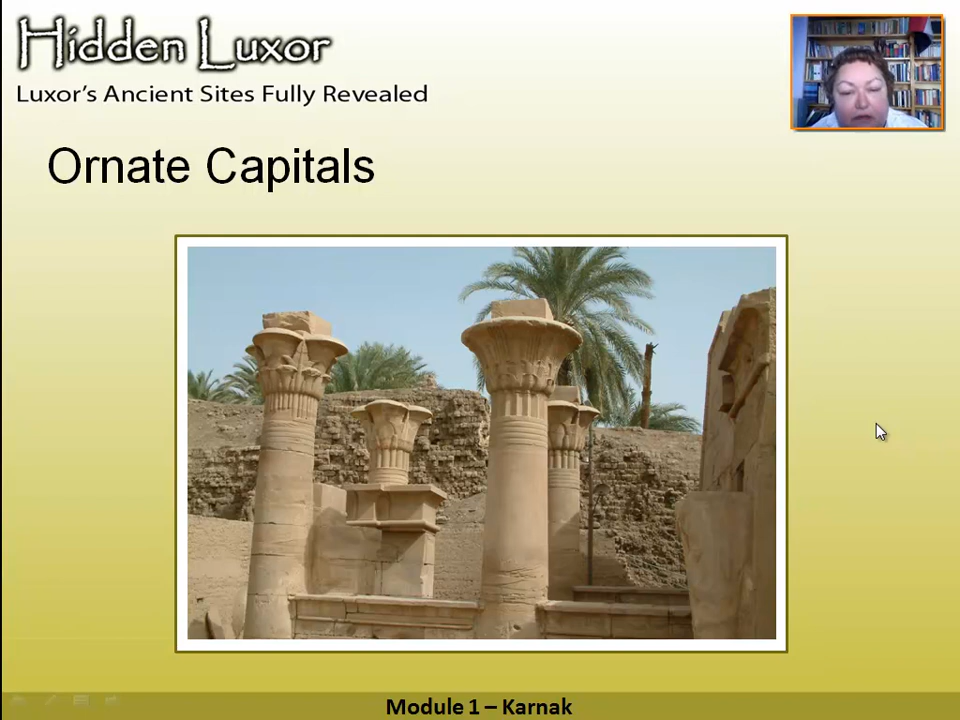 Hidden Luxor
Luxor's Ancient Sites Fully Revealed
Ornate Capitals
Module 1 – Karnak